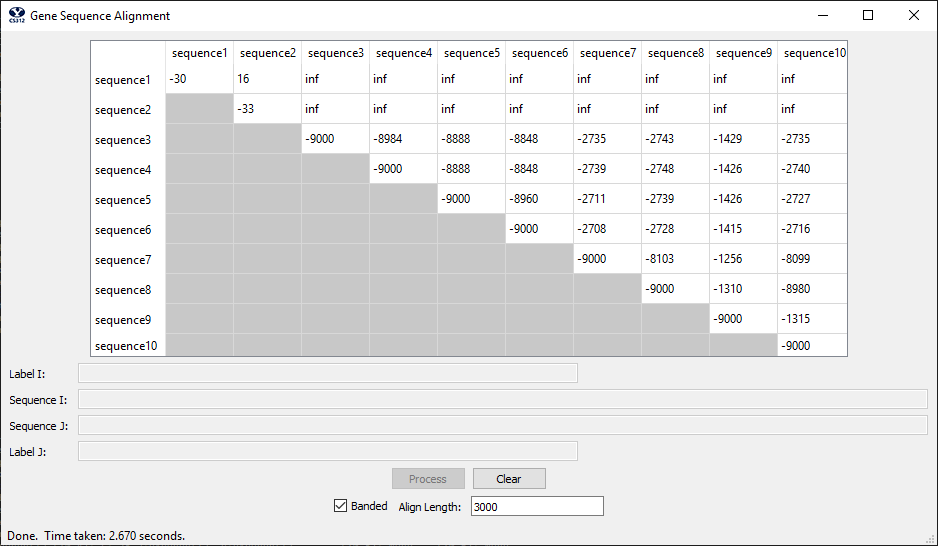 CS312 Gene Sequence Alignment
sequence1 sequence2 sequence3 sequence4 sequence5 sequence6 sequence7 sequence8 sequence9 sequence10
sequence1 -30 16 inf inf inf inf inf inf inf inf
sequence2 -33 inf inf inf inf inf inf inf inf
sequence3 -9000 -8984 -8888 -8848 -2735 -2743 -1429 -2735
sequence4 -9000 -8888 -8848 -2739 -2748 -1426 -2740
sequence5 -9000 -8960 -2711 -2739 -1426 -2727
sequence6 -9000 -2708 -2728 -1415 -2716
sequence7 -9000 -8103 -1256 -8099
sequence8 -9000 -1310 -8980
sequence9 -9000 -1315
sequence10 -9000
Label I:
Sequence I:
Sequence J:
Label J:
Process Clear
Banded Align Length: 3000
Done. Time taken: 2.670 seconds.